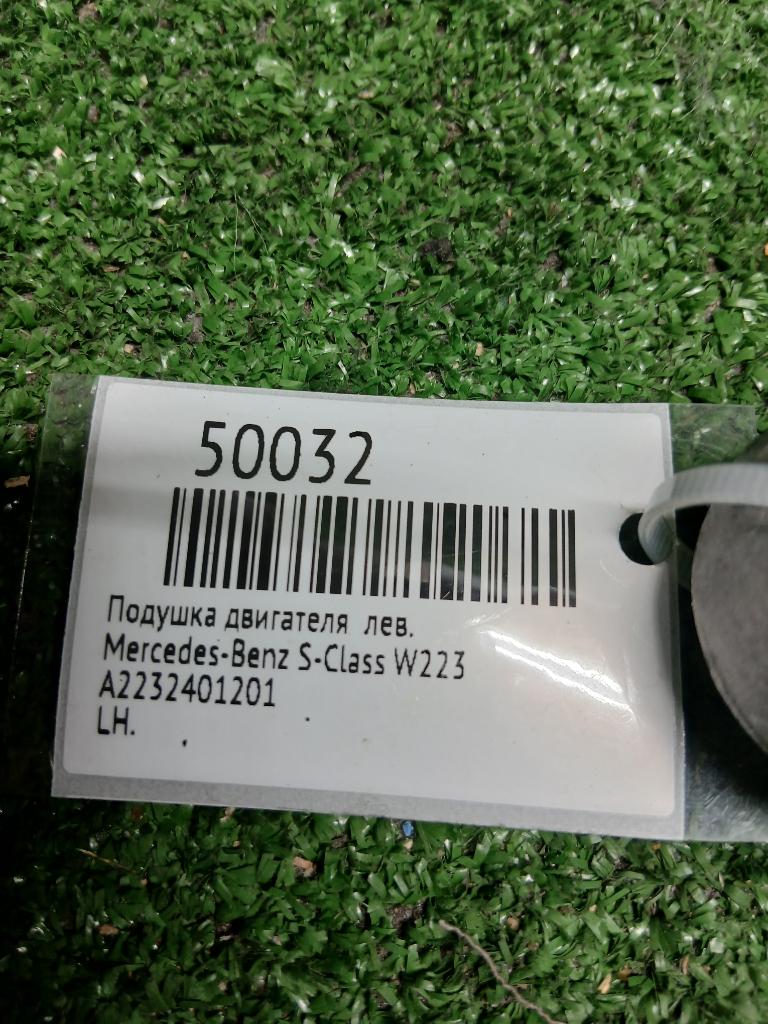 50032
Подушка двигателя лев.
Mercedes-Benz S-Class W223
A2232401201
LH.